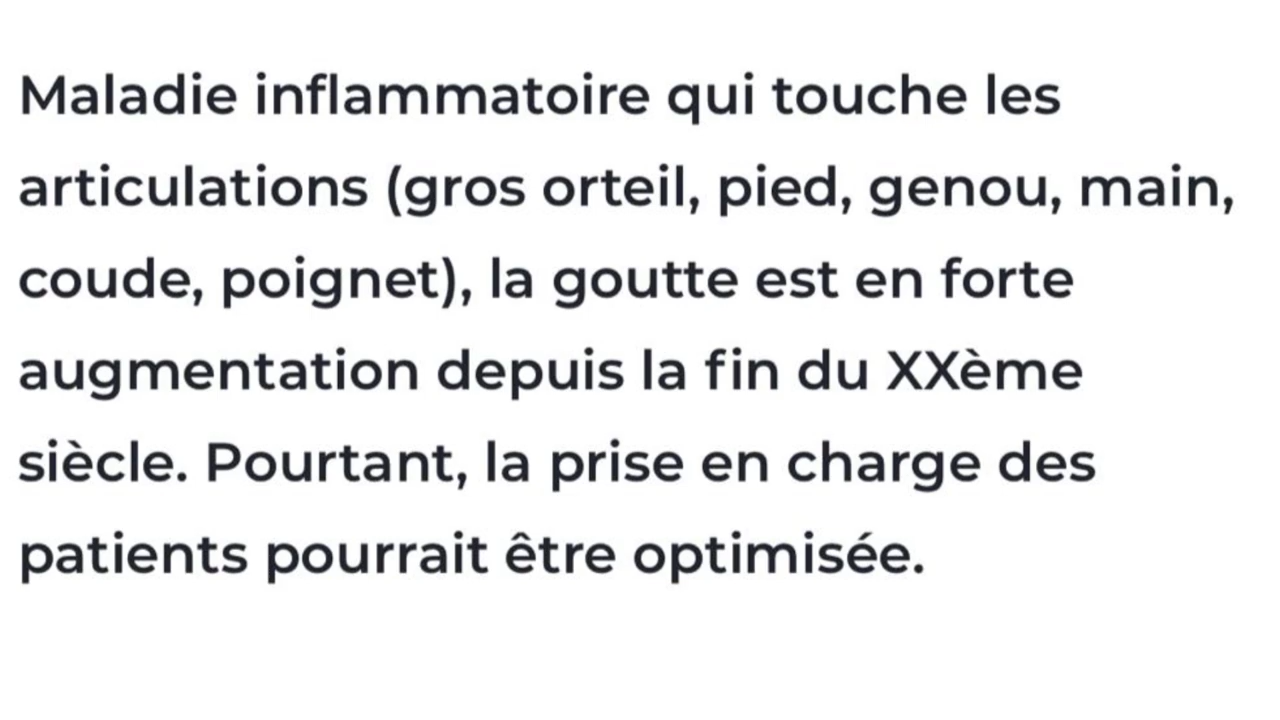 Maladie inflammatoire qui touche les
articulations (gros orteil, pied, genou, main,
coude, poignet), la goutte est en forte
augmentation depuis la fin du XXème
siècle. Pourtant, la prise en charge des
patients pourrait être optimisée.